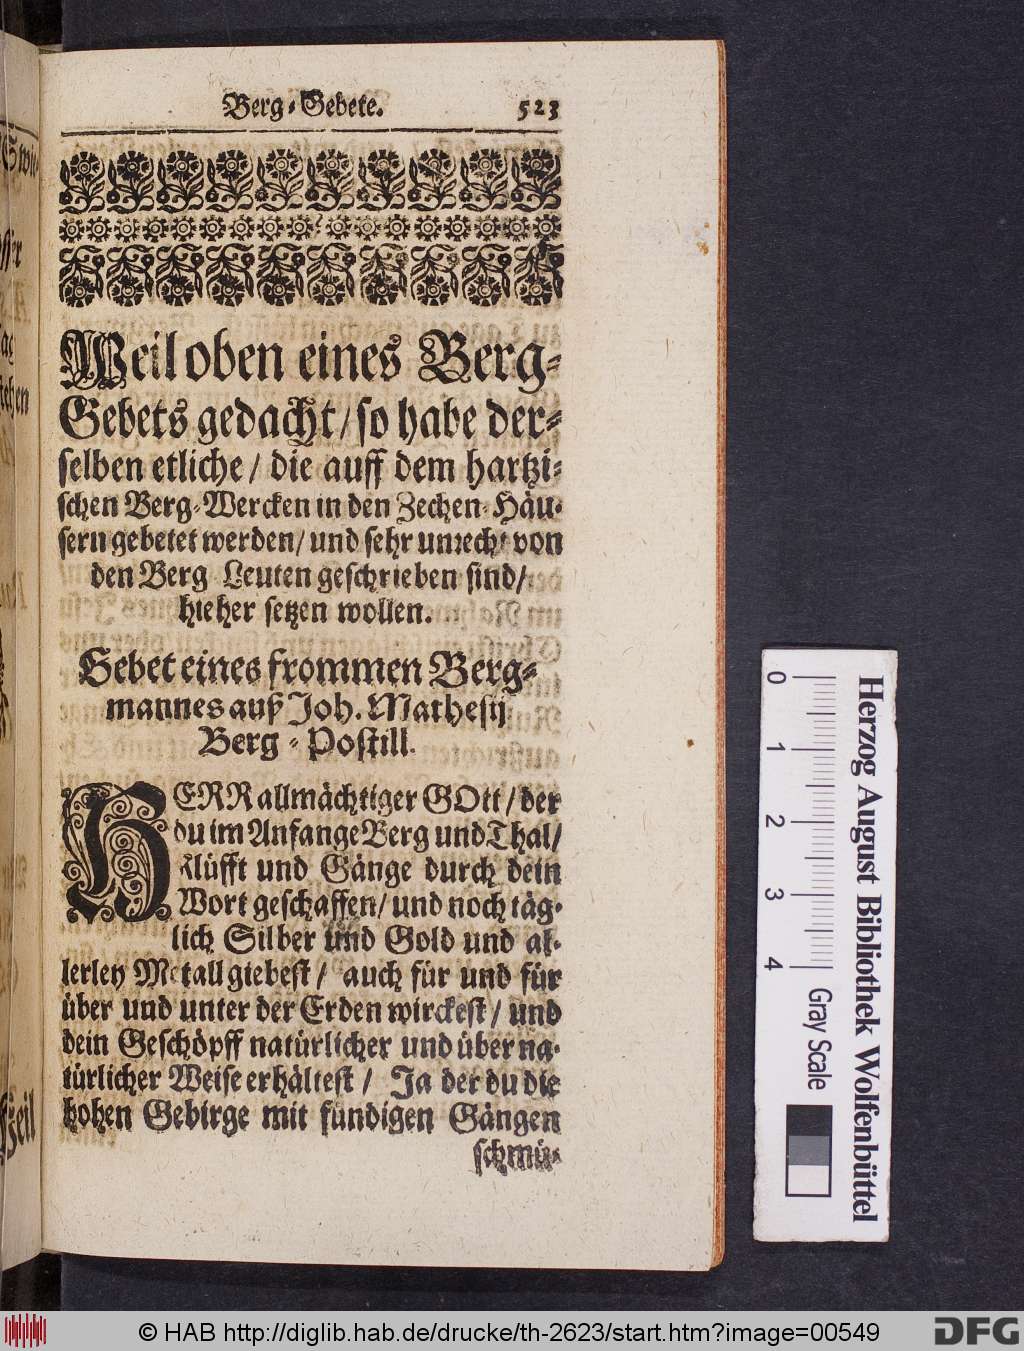 Berg-Gebete. 523
Weil oben eines Berg-
Gebets gedacht / so habe der-
selben etliche / die auff dem hartzi-
schen Berg-Wercken in den Zechen-Häu-
sern gebetet werden / und sehr unrecht von
den Berg Leuten geschrieben sind /
hieher setzen wollen.
Gebet eines frommen Berg-
mannes auß Joh. Mathesij
Berg-Postill.
HERR allmächtiger GOtt / der
du im Anfange Berg und Thal /
Klüfft und Gänge durch dein
Wort geschaffen / und noch täg-
lich Silber und Gold und al-
lerley Metall giebest / auch für und für
über und unter der Erden wirckest / und
dein Geschöpff natürlicher und über na-
türlicher Weise erhältest / Ja der du die
hohen Gebirge mit fündigen Gängen
schmü-
0 1 2 3 4 Gray Scale
Herzog August Bibliothek Wolfenbüttel
© HAB http://diglib.hab.de/drucke/th-2623/start.htm?image=00549
DFG